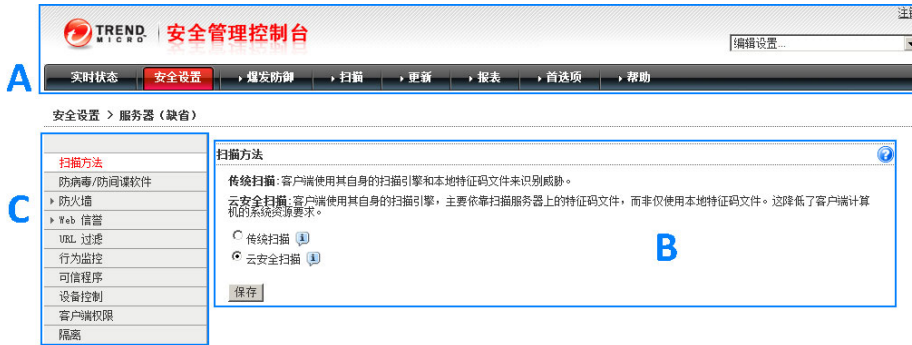 TREND MICRO 安全管理控制台
编辑设置...
A
实时状态 安全设置 爆发防御 扫描 更新 报表 首选项 帮助
安全设置 > 服务器（缺省）
C
扫描方法
防病毒/防间谍软件
防火墙
Web 信誉
URL 过滤
行为监控
可信程序
设备控制
客户端权限
隔离
扫描方法
传统扫描:客户端使用其自身的扫描引擎和本地特征码文件来识别威胁。
云安全扫描:客户端使用其自身的扫描引擎，主要依靠扫描服务器上的特征码文件，而非仅使用本地特征码文件。这降低了客户端计算
机的系统资源要求。
传统扫描
云安全扫描
B
保存